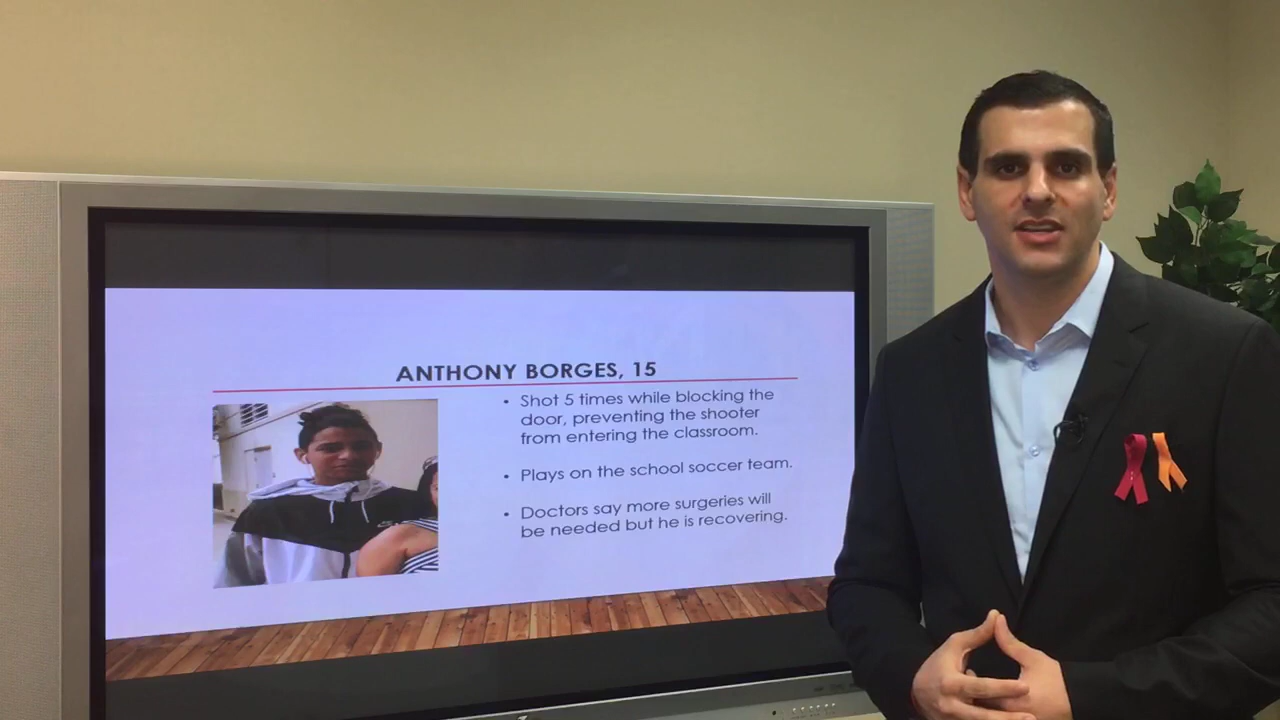 ANTHONY BORGES, 15
• Shot 5 times while blocking the
door, preventing the shooter
from entering the classroom.
• Plays on the school soccer team.
• Doctors say more surgeries will
be needed but he is recovering.